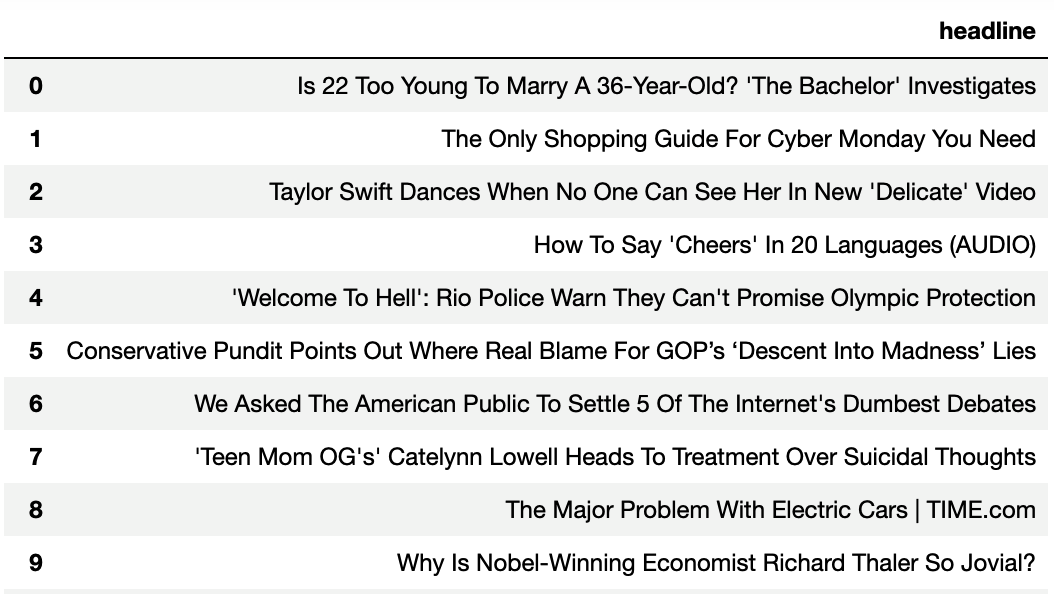 headline
0 Is 22 Too Young To Marry A 36-Year-Old? 'The Bachelor' Investigates
1 The Only Shopping Guide For Cyber Monday You Need
2 Taylor Swift Dances When No One Can See Her In New 'Delicate' Video
3 How To Say 'Cheers' In 20 Languages (AUDIO)
4 'Welcome To Hell': Rio Police Warn They Can't Promise Olympic Protection
5 Conservative Pundit Points Out Where Real Blame For GOP’s ‘Descent Into Madness’ Lies
6 We Asked The American Public To Settle 5 Of The Internet's Dumbest Debates
7 'Teen Mom OG's' Catelynn Lowell Heads To Treatment Over Suicidal Thoughts
8 The Major Problem With Electric Cars | TIME.com
9 Why Is Nobel-Winning Economist Richard Thaler So Jovial?